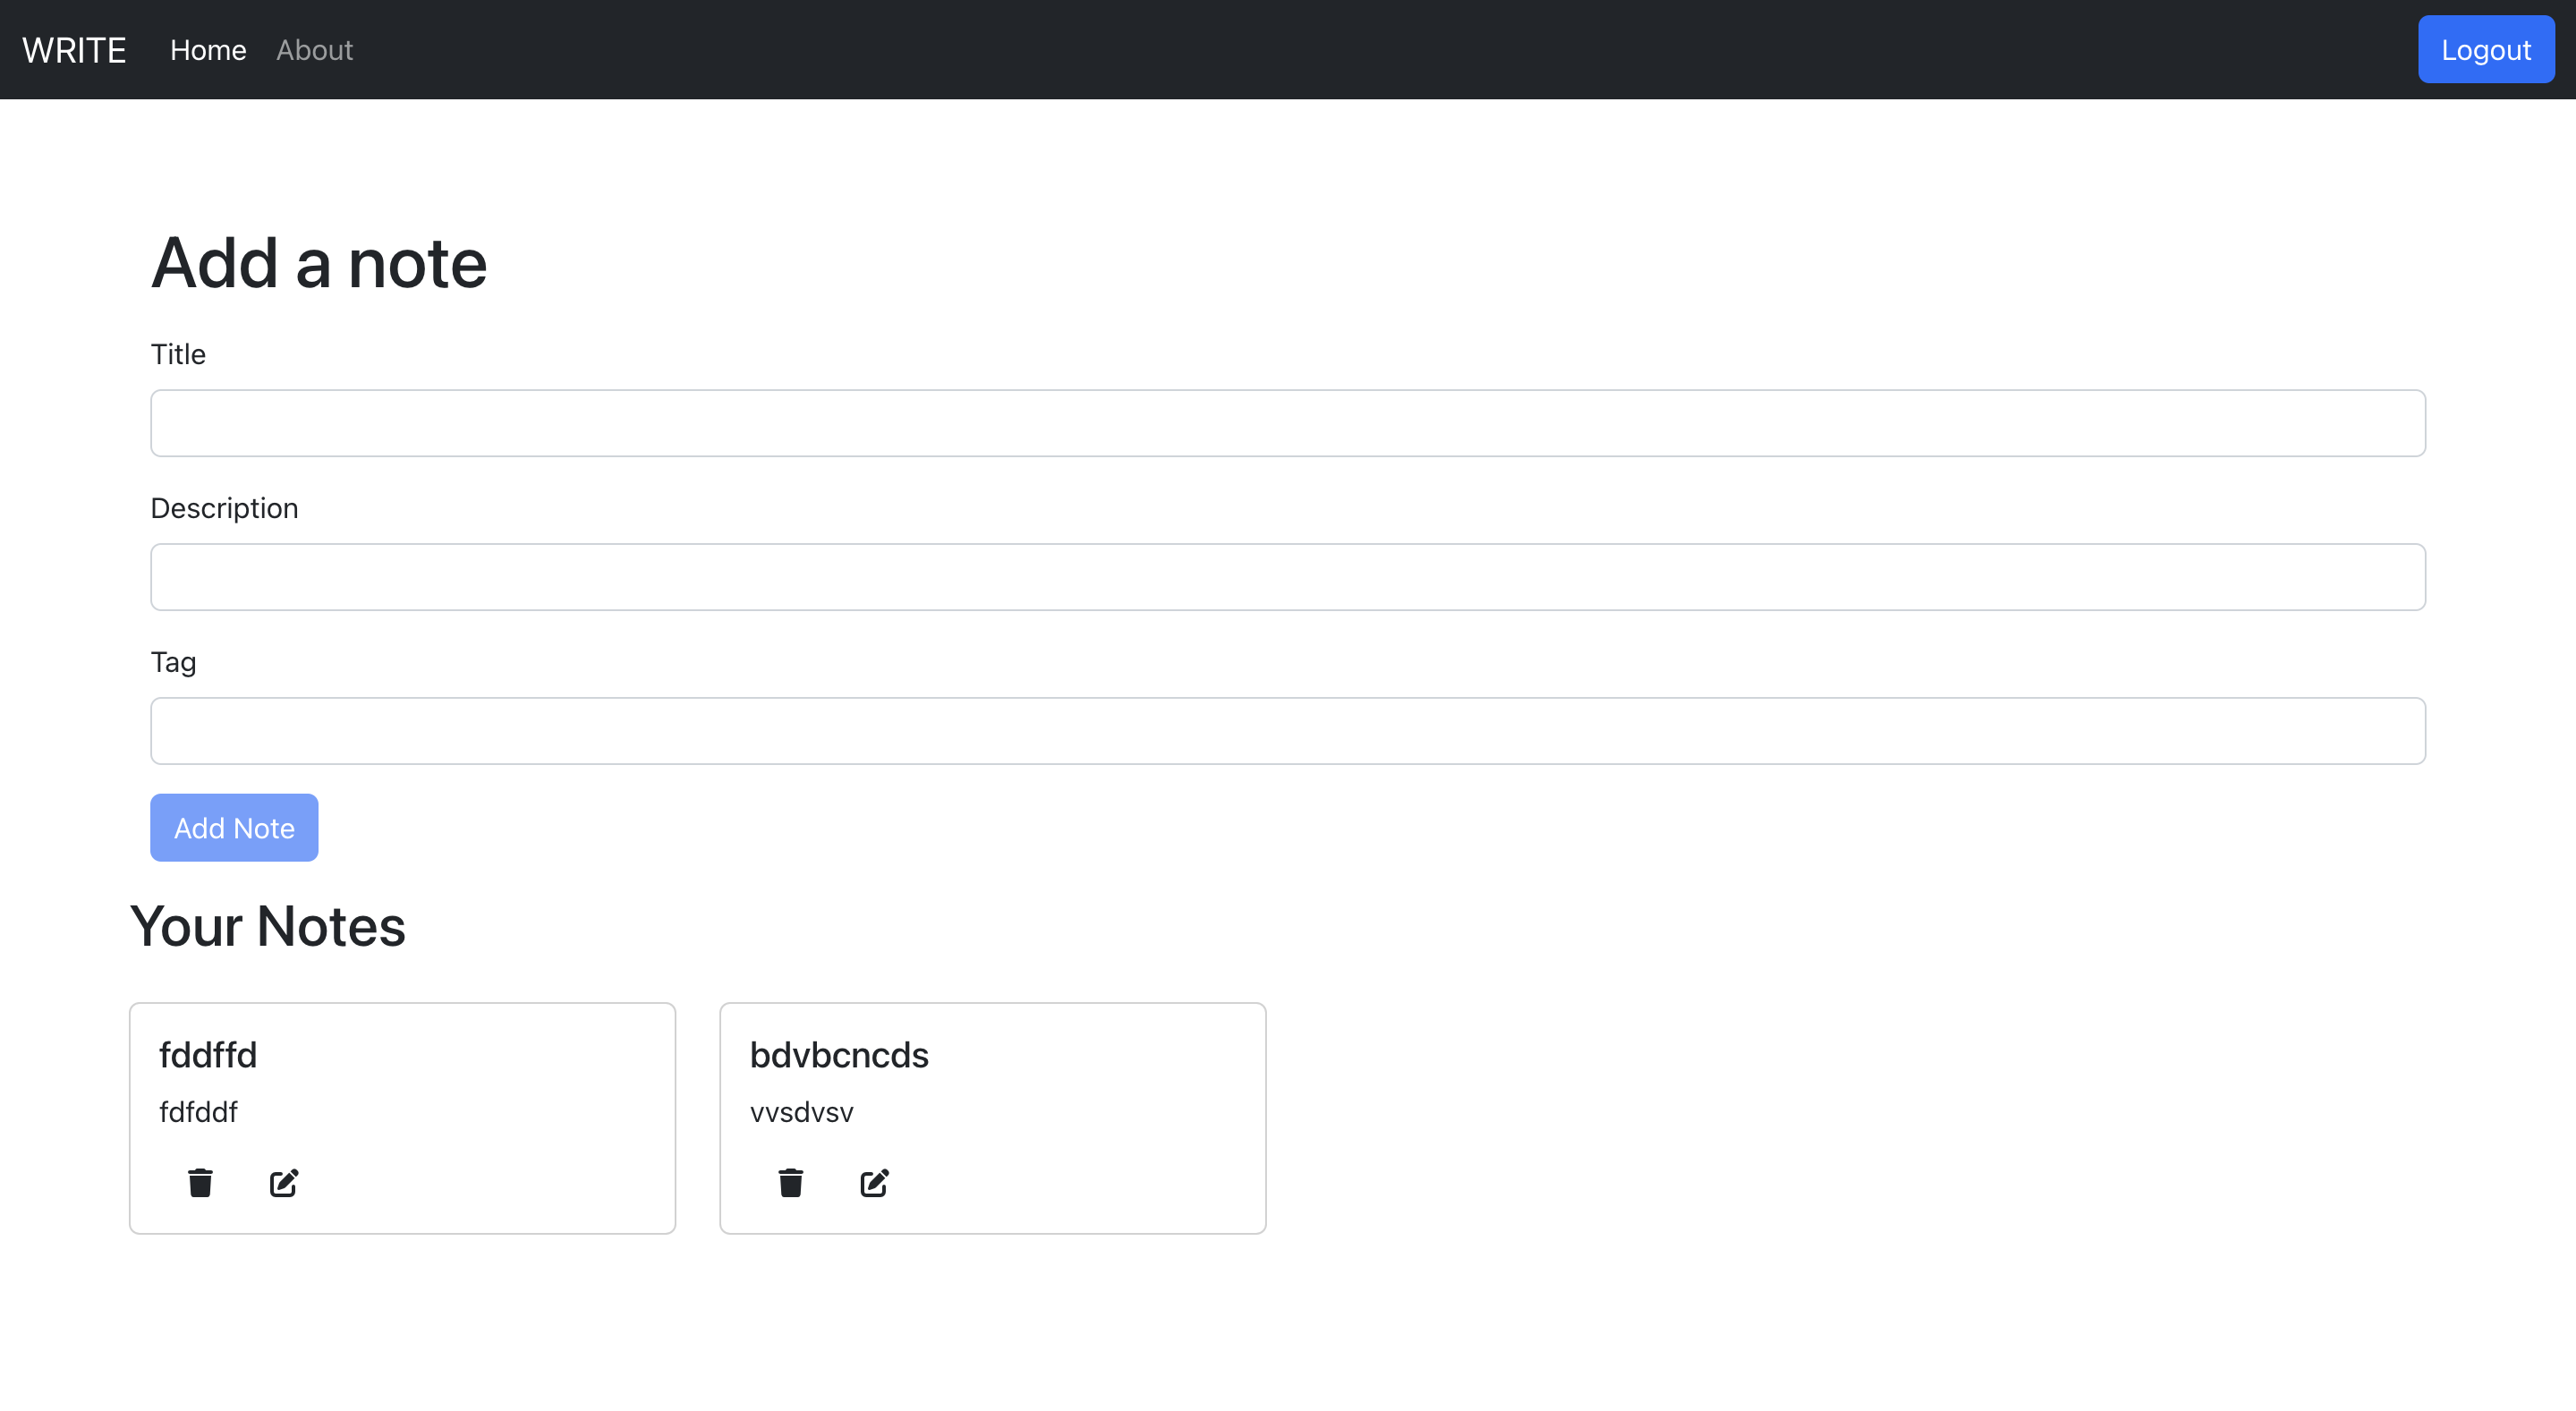 WRITE Home About Logout
Add a note
Title
Description
Tag
Add Note
Your Notes
fddffd
fdfddf
bdvbcncds
vvsdvsv